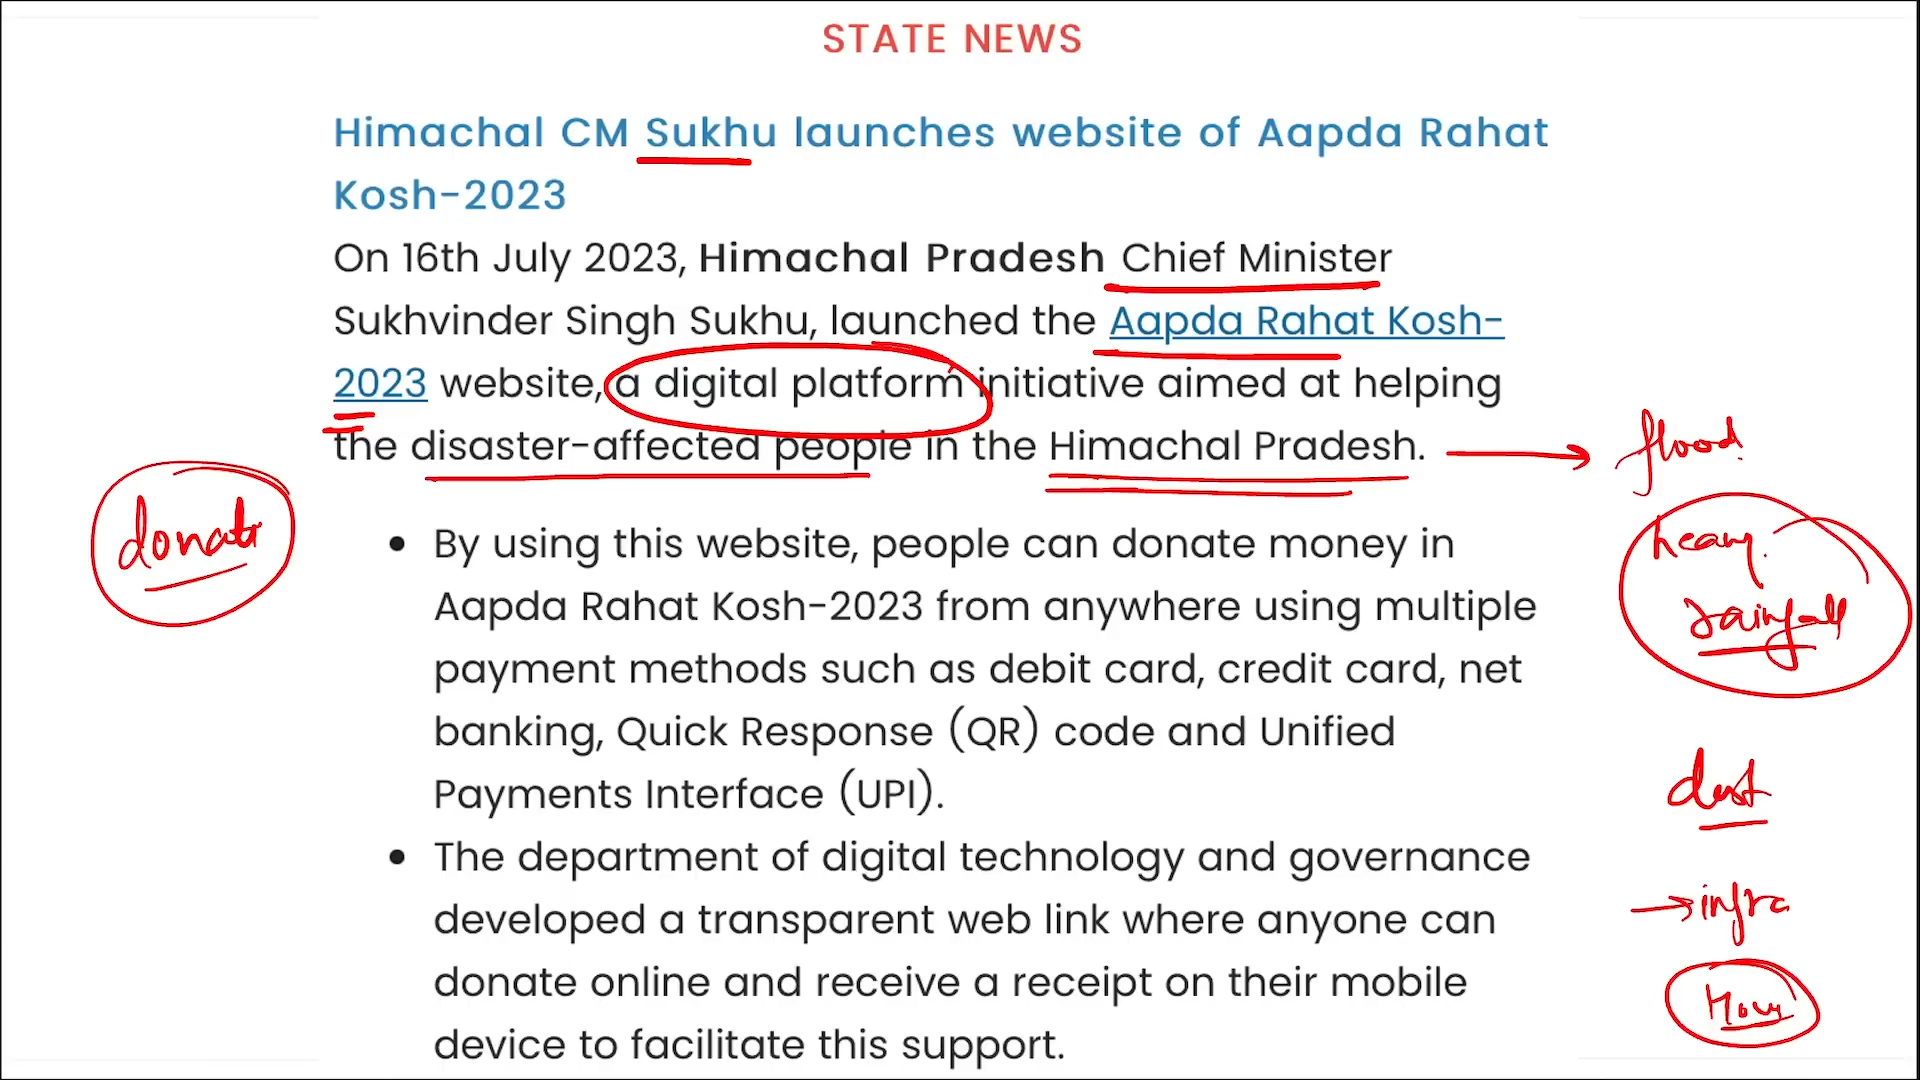 STATE NEWS
Himachal CM Sukhu launches website of Aapda Rahat
Kosh-2023
On 16th July 2023, Himachal Pradesh Chief Minister
Sukhvinder Singh Sukhu, launched the Aapda Rahat Kosh-
2023 website, a digital platform initiative aimed at helping
the disaster-affected people in the Himachal Pradesh.
flood
donate
heavy
rainfall
• By using this website, people can donate money in
Aapda Rahat Kosh-2023 from anywhere using multiple
payment methods such as debit card, credit card, net
banking, Quick Response (QR) code and Unified
Payments Interface (UPI).
• The department of digital technology and governance
developed a transparent web link where anyone can
donate online and receive a receipt on their mobile
device to facilitate this support.
infra